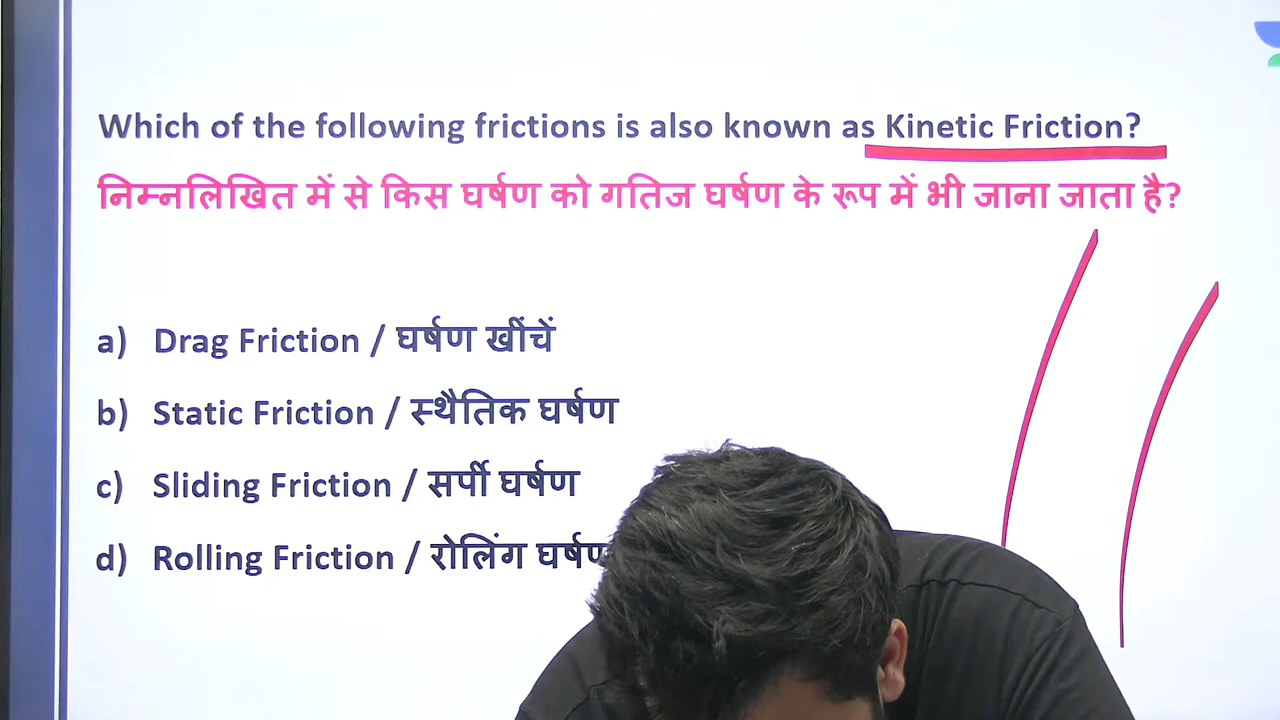 Which of the following frictions is also known as Kinetic Friction?
निम्नलिखित में से किस घर्षण को गतिज घर्षण के रूप में भी जाना जाता है?
a) Drag Friction / घर्षण खींचें
b) Static Friction / स्थैतिक घर्षण
c) Sliding Friction / सर्पी घर्षण
d) Rolling Friction / रोलिंग घर्षण